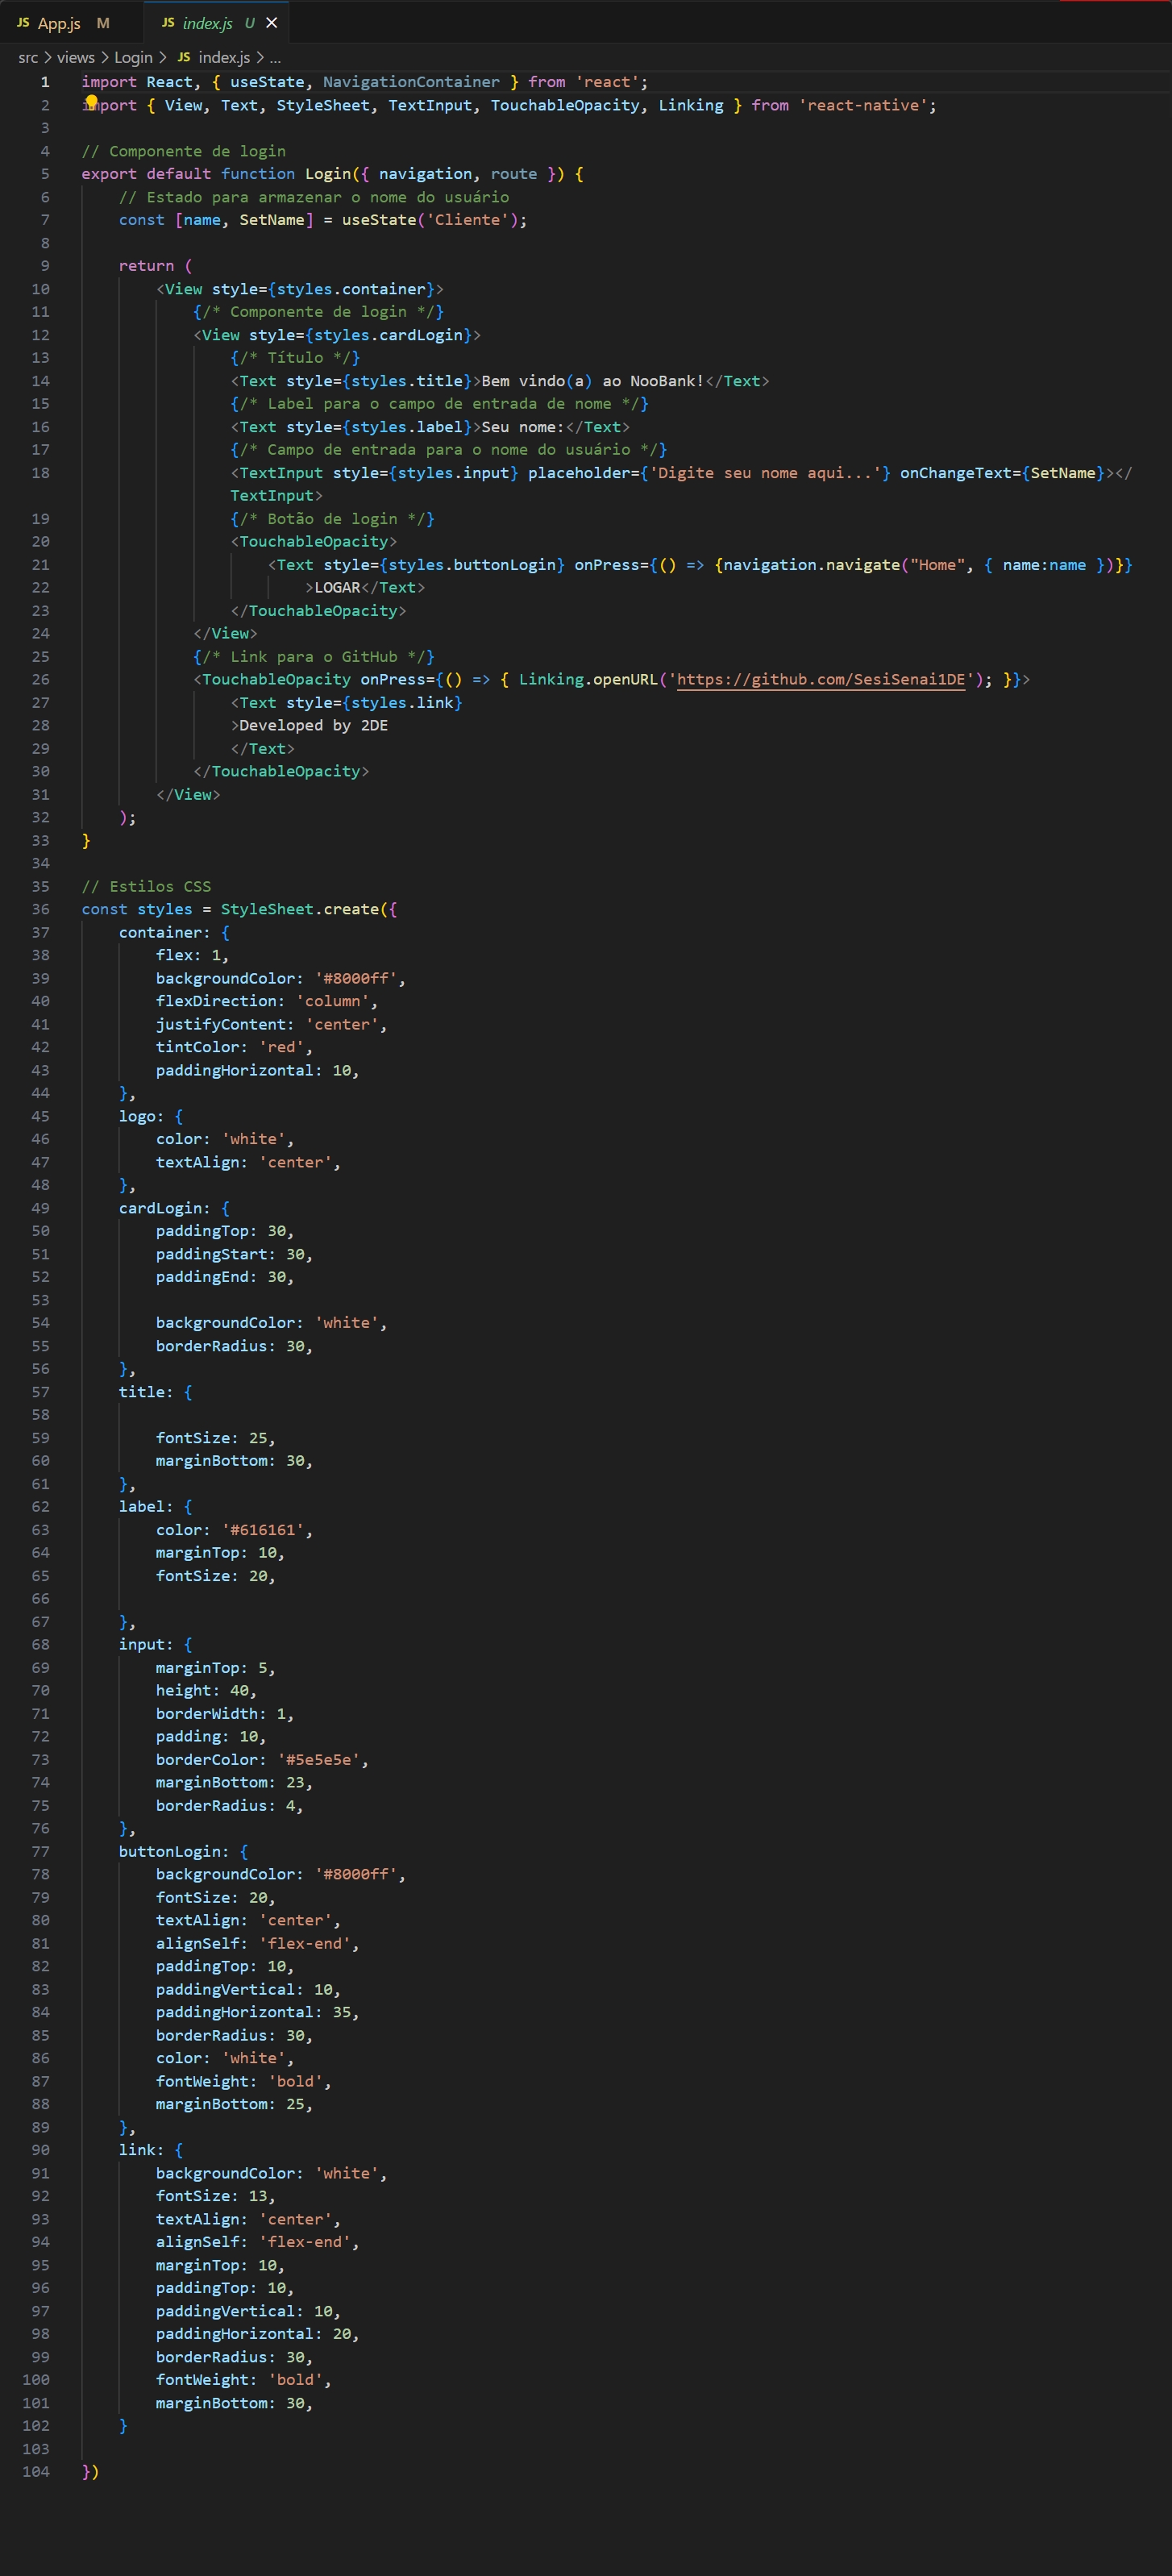 JS App.js M JS index.js U ×
src > views > Login > JS index.js > ...
1 import React, { useState, NavigationContainer } from 'react';
2 import { View, Text, StyleSheet, TextInput, TouchableOpacity, Linking } from 'react-native';
3
4 // Componente de login
5 export default function Login({ navigation, route }) {
6     // Estado para armazenar o nome do usuário
7     const [name, SetName] = useState('Cliente');
8
9     return (
10         <View style={styles.container}>
11             {/* Componente de login */}
12             <View style={styles.cardLogin}>
13                 {/* Título */}
14                 <Text style={styles.title}>Bem vindo(a) ao NooBank!</Text>
15                 {/* Label para o campo de entrada de nome */}
16                 <Text style={styles.label}>Seu nome:</Text>
17                 {/* Campo de entrada para o nome do usuário */}
18                 <TextInput style={styles.input} placeholder={'Digite seu nome aqui...'} onChangeText={SetName}></
                TextInput>
19                 {/* Botão de login */}
20                 <TouchableOpacity>
21                     <Text style={styles.buttonLogin} onPress={() => {navigation.navigate("Home", { name:name })}}
22                         >LOGAR</Text>
23                 </TouchableOpacity>
24             </View>
25             {/* Link para o GitHub */}
26             <TouchableOpacity onPress={() => { Linking.openURL('https://github.com/SesiSenai1DE'); }}>
27                 <Text style={styles.link}
28                 >Developed by 2DE
29                 </Text>
30             </TouchableOpacity>
31         </View>
32     );
33 }
34
35 // Estilos CSS
36 const styles = StyleSheet.create({
37     container: {
38         flex: 1,
39         backgroundColor: '#8000ff',
40         flexDirection: 'column',
41         justifyContent: 'center',
42         tintColor: 'red',
43         paddingHorizontal: 10,
44     },
45     logo: {
46         color: 'white',
47         textAlign: 'center',
48     },
49     cardLogin: {
50         paddingTop: 30,
51         paddingStart: 30,
52         paddingEnd: 30,
53
54         backgroundColor: 'white',
55         borderRadius: 30,
56     },
57     title: {
58
59         fontSize: 25,
60         marginBottom: 30,
61     },
62     label: {
63         color: '#616161',
64         marginTop: 10,
65         fontSize: 20,
66
67     },
68     input: {
69         marginTop: 5,
70         height: 40,
71         borderWidth: 1,
72         padding: 10,
73         borderColor: '#5e5e5e',
74         marginBottom: 23,
75         borderRadius: 4,
76     },
77     buttonLogin: {
78         backgroundColor: '#8000ff',
79         fontSize: 20,
80         textAlign: 'center',
81         alignSelf: 'flex-end',
82         paddingTop: 10,
83         paddingVertical: 10,
84         paddingHorizontal: 35,
85         borderRadius: 30,
86         color: 'white',
87         fontWeight: 'bold',
88         marginBottom: 25,
89     },
90     link: {
91         backgroundColor: 'white',
92         fontSize: 13,
93         textAlign: 'center',
94         alignSelf: 'flex-end',
95         marginTop: 10,
96         paddingTop: 10,
97         paddingVertical: 10,
98         paddingHorizontal: 20,
99         borderRadius: 30,
100         fontWeight: 'bold',
101         marginBottom: 30,
102     }
103
104 })